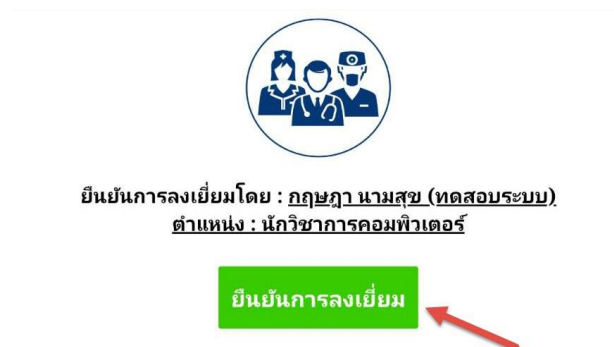 ยืนยันการลงเยี่ยมโดย : กฤษฎา นามสุข (ทดสอบระบบ)
ตำแหน่ง : นักวิชาการคอมพิวเตอร์
ยืนยันการลงเยี่ยม